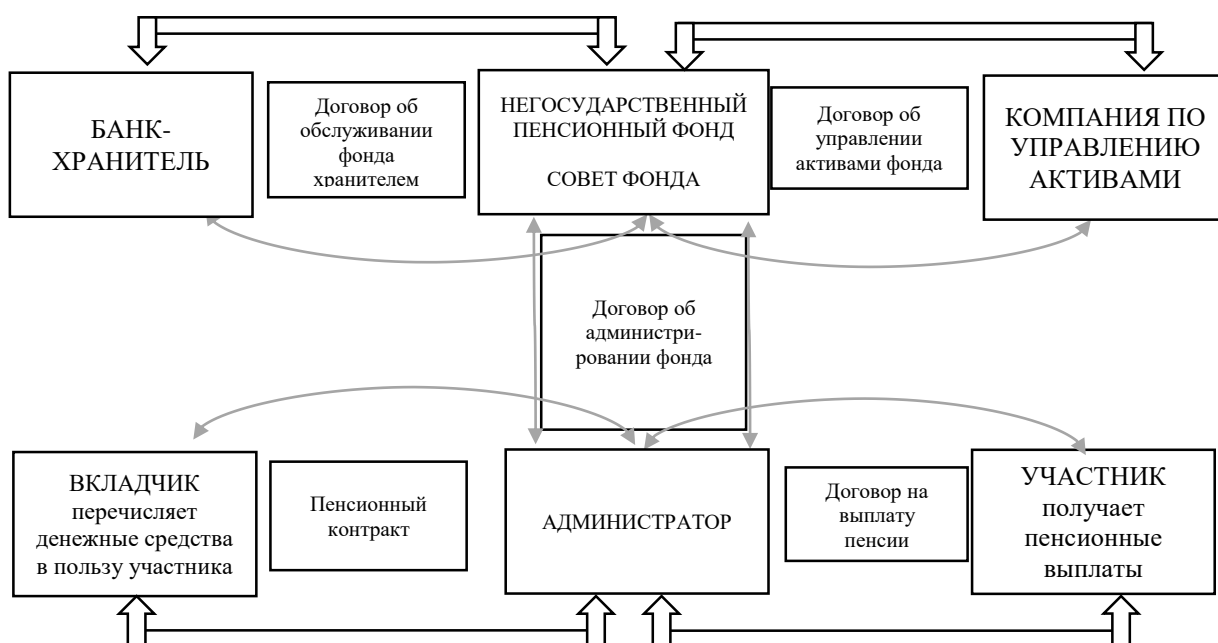 БАНК-
ХРАНИТЕЛЬ
Договор об
обслуживании
фонда
хранителем
НЕГОСУДАРСТВЕННЫЙ
ПЕНСИОННЫЙ ФОНД
СОВЕТ ФОНДА
Договор об
управлении
активами фонда
КОМПАНИЯ ПО
УПРАВЛЕНИЮ
АКТИВАМИ
Договор об
администри-
ровании фонда
ВКЛАДЧИК
перечисляет
денежные средства
в пользу участника
Пенсионный
контракт
АДМИНИСТРАТОР
Договор на
выплату
пенсии
УЧАСТНИК
получает
пенсионные
выплаты